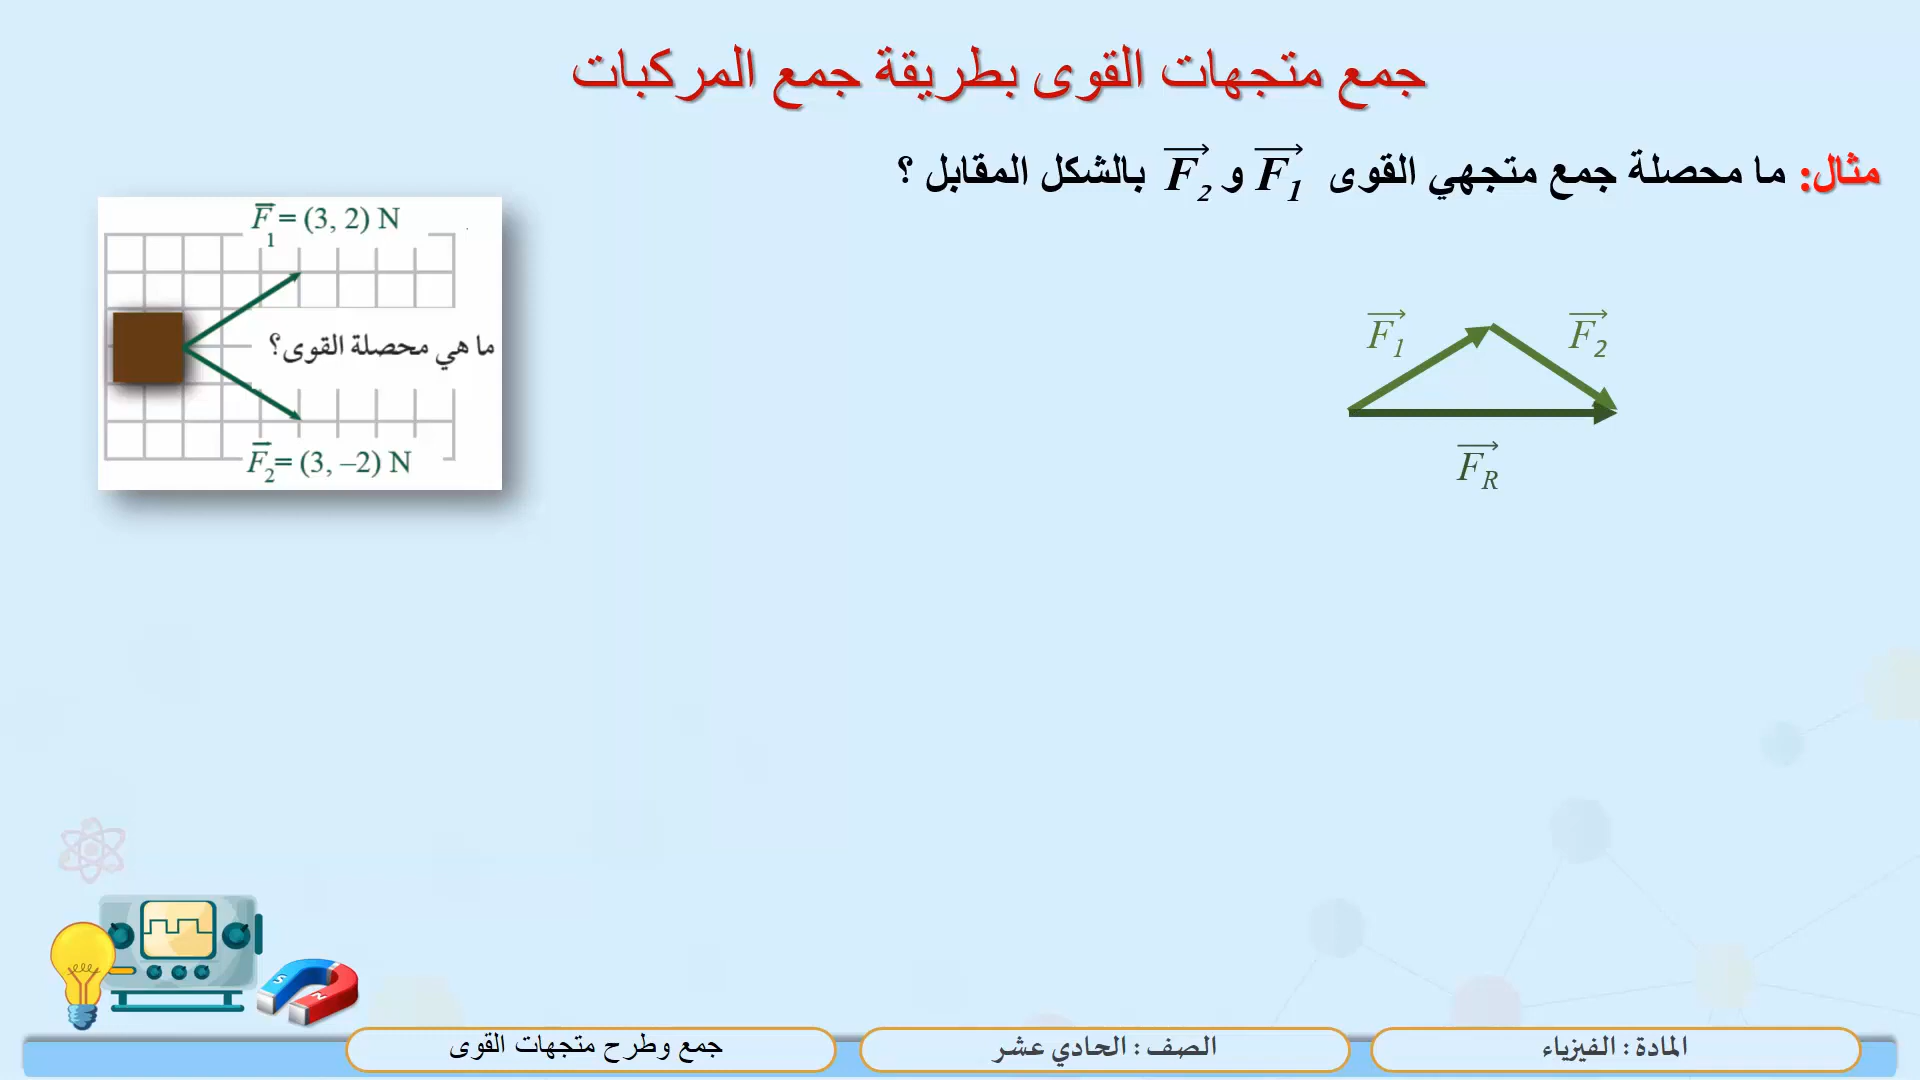 جمع متجهات القوى بطريقة جمع المركبات
مثال: ما محصلة جمع متجهي القوى F₁ و F₂ بالشكل المقابل ؟
F₁ = (3, 2) N
ما هي محصلة القوى؟
F₂= (3, –2) N
F₁
F₂
F_R
S
N
المادة : الفيزياء
الصف : الحادي عشر
جمع وطرح متجهات القوى